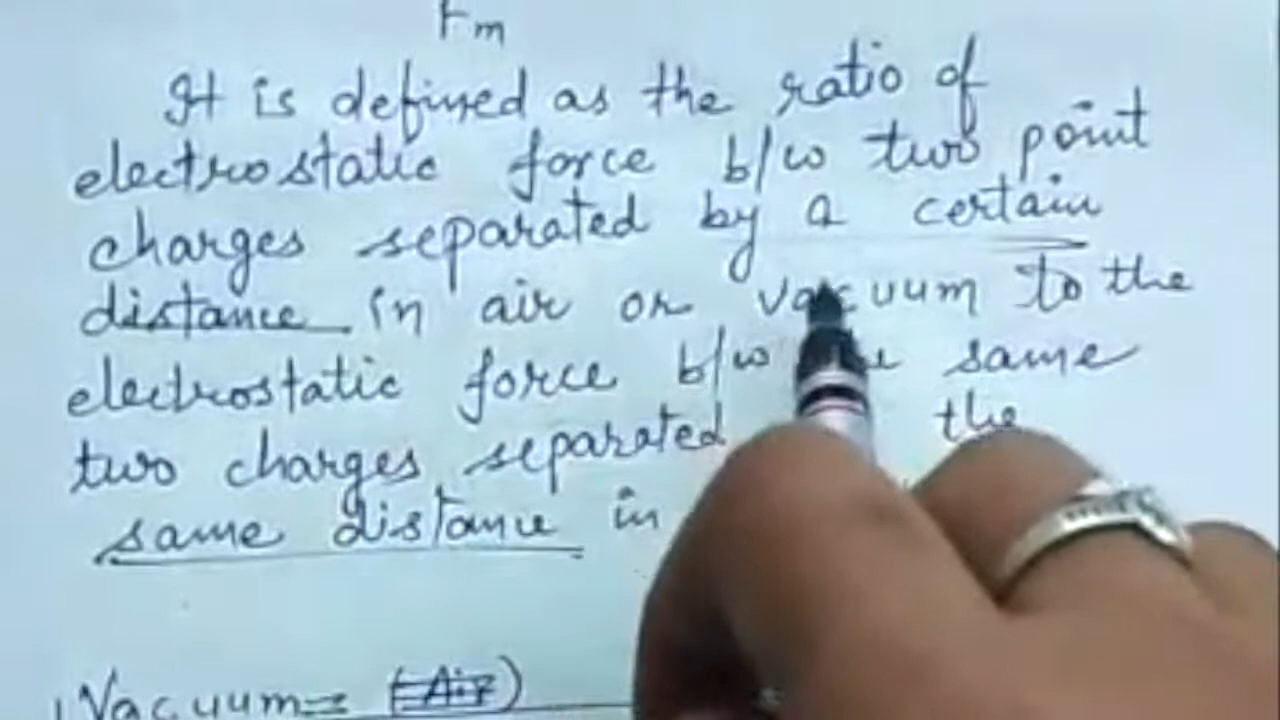 Fm
It is defined as the ratio of
electrostatic force b/w two point
charges separated by a certain
distance in air or vacuum to the
electrostatic force b/w same
two charges separated the
same distance in
Vacuum = (Air)